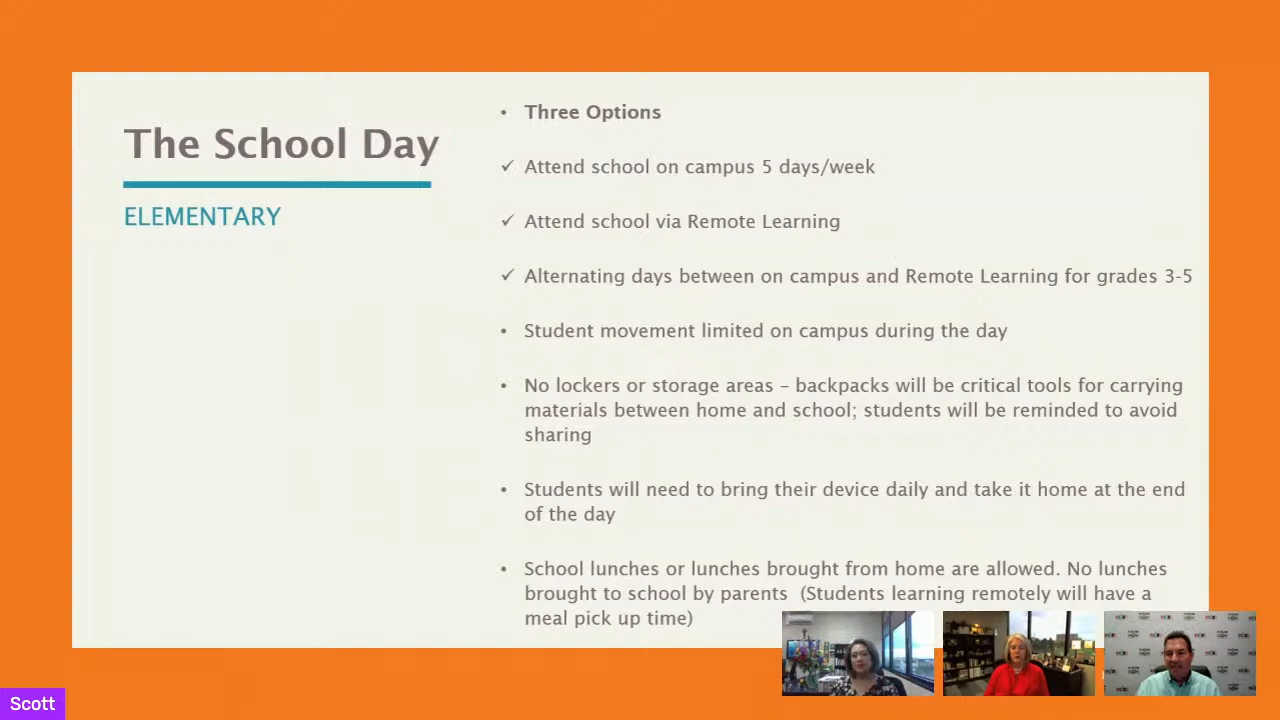 The School Day
ELEMENTARY
• Three Options
✓ Attend school on campus 5 days/week
✓ Attend school via Remote Learning
✓ Alternating days between on campus and Remote Learning for grades 3-5
• Student movement limited on campus during the day
• No lockers or storage areas – backpacks will be critical tools for carrying
materials between home and school; students will be reminded to avoid
sharing
• Students will need to bring their device daily and take it home at the end
of the day
• School lunches or lunches brought from home are allowed. No lunches
brought to school by parents (Students learning remotely will have a
meal pick up time)
Scott